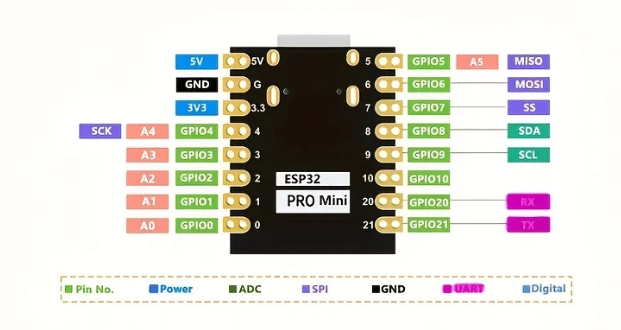 5V 5V 5 GPIO5 A5 MISO
GND G 6 GPIO6 MOSI
3V3 3.3 7 GPIO7 SS
SCK A4 GPIO4 4 8 GPIO8 SDA
A3 GPIO3 3 9 GPIO9 SCL
A2 GPIO2 2 10 GPIO10
A1 GPIO1 1 20 GPIO20 RX
A0 GPIO0 0 21 GPIO21 TX
ESP32
PRO Mini
Pin No. Power ADC SPI GND UART Digital